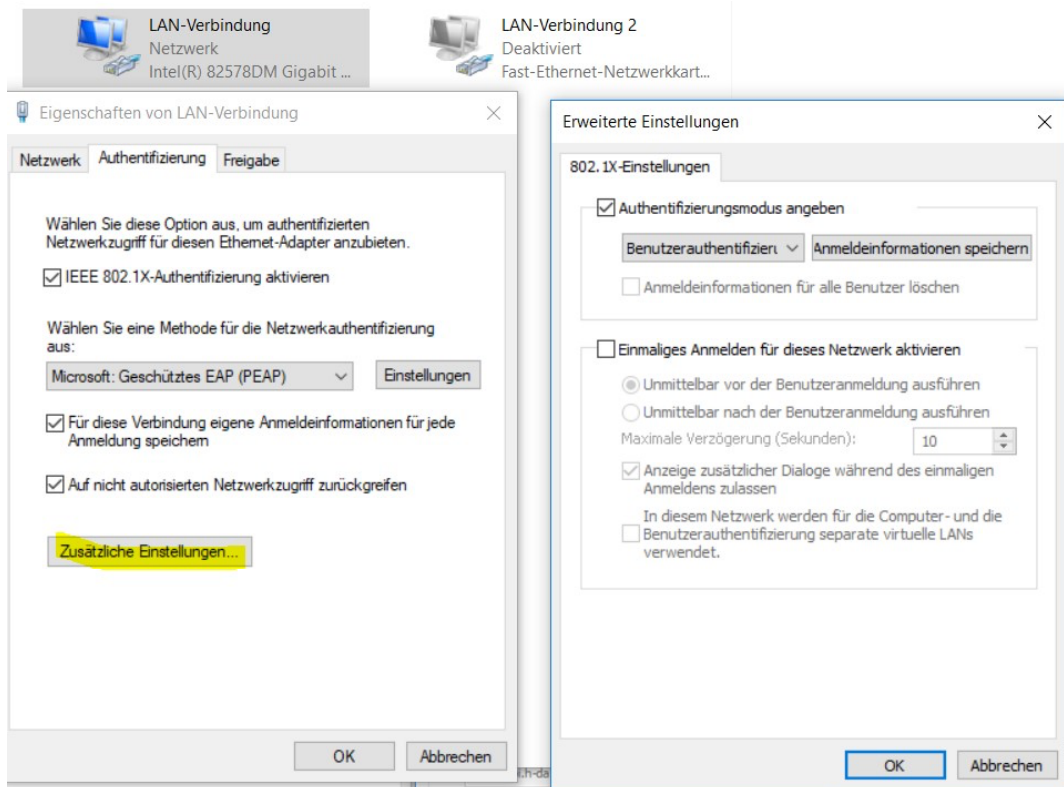 LAN-Verbindung
Netzwerk
Intel(R) 82578DM Gigabit ...
LAN-Verbindung 2
Deaktiviert
Fast-Ethernet-Netzwerkkart...
Eigenschaften von LAN-Verbindung
Netzwerk
Authentifizierung
Freigabe
Wählen Sie diese Option aus, um authentifizierten
Netzwerkzugriff für diesen Ethernet-Adapter anzubieten.
IEEE 802.1X-Authentifizierung aktivieren
Wählen Sie eine Methode für die Netzwerkauthentifizierung
aus:
Microsoft: Geschütztes EAP (PEAP)
Einstellungen
Für diese Verbindung eigene Anmeldeinformationen für jede
Anmeldung speichern
Auf nicht autorisierten Netzwerkzugriff zurückgreifen
Zusätzliche Einstellungen...
OK
Abbrechen
Erweiterte Einstellungen
802.1X-Einstellungen
Authentifizierungsmodus angeben
Benutzerauthentifizieru
Anmeldeinformationen speichern
Anmeldeinformationen für alle Benutzer löschen
Einmaliges Anmelden für dieses Netzwerk aktivieren
Unmittelbar vor der Benutzeranmeldung ausführen
Unmittelbar nach der Benutzeranmeldung ausführen
Maximale Verzögerung (Sekunden):
10
Anzeige zusätzlicher Dialoge während des einmaligen
Anmeldens zulassen
In diesem Netzwerk werden für die Computer- und die
Benutzerauthentifizierung separate virtuelle LANs
verwendet.
OK
Abbrechen